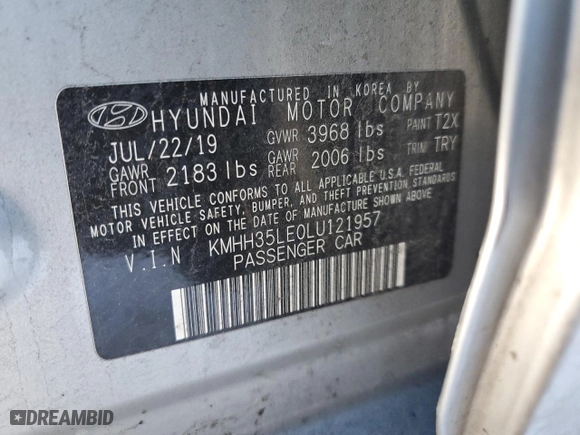 MANUFACTURED IN KOREA BY
HYUNDAI MOTOR COMPANY
JUL/22/19 GVWR 3968 lbs PAINT T2X
GAWR FRONT 2183 lbs GAWR REAR 2006 lbs TRIM TRY
THIS VEHICLE CONFORMS TO ALL APPLICABLE U.S.A. FEDERAL
MOTOR VEHICLE SAFETY, BUMPER, AND THEFT PREVENTION STANDARDS
IN EFFECT ON THE DATE OF MANUFACTURE SHOWN ABOVE.
V.I.N KMHH35LE0LU121957
PASSENGER CAR
DREAMBID